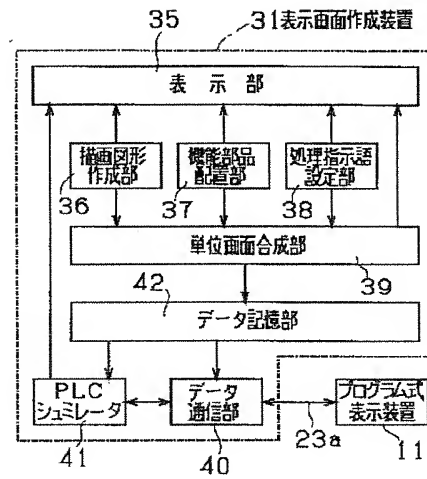 31表示画面作成装置
35
表示部
描画図形
作成部
36
機能部品
配置部
37
処理指示語
設定部
38
単位画面合成部
39
42
データ記憶部
PLC
シュミレータ
41
データ
通信部
40
23a
プログラム式
表示装置
11